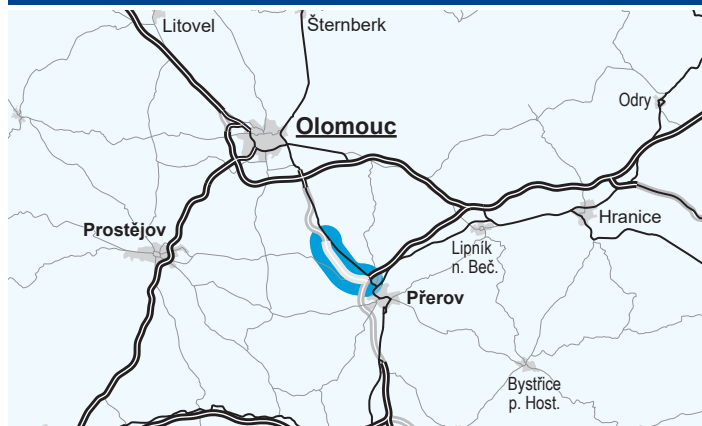 Litovel
Šternberk
Odry
Olomouc
Hranice
Prostějov
Lipník
n. Beč.
Přerov
Bystřice
p. Host.